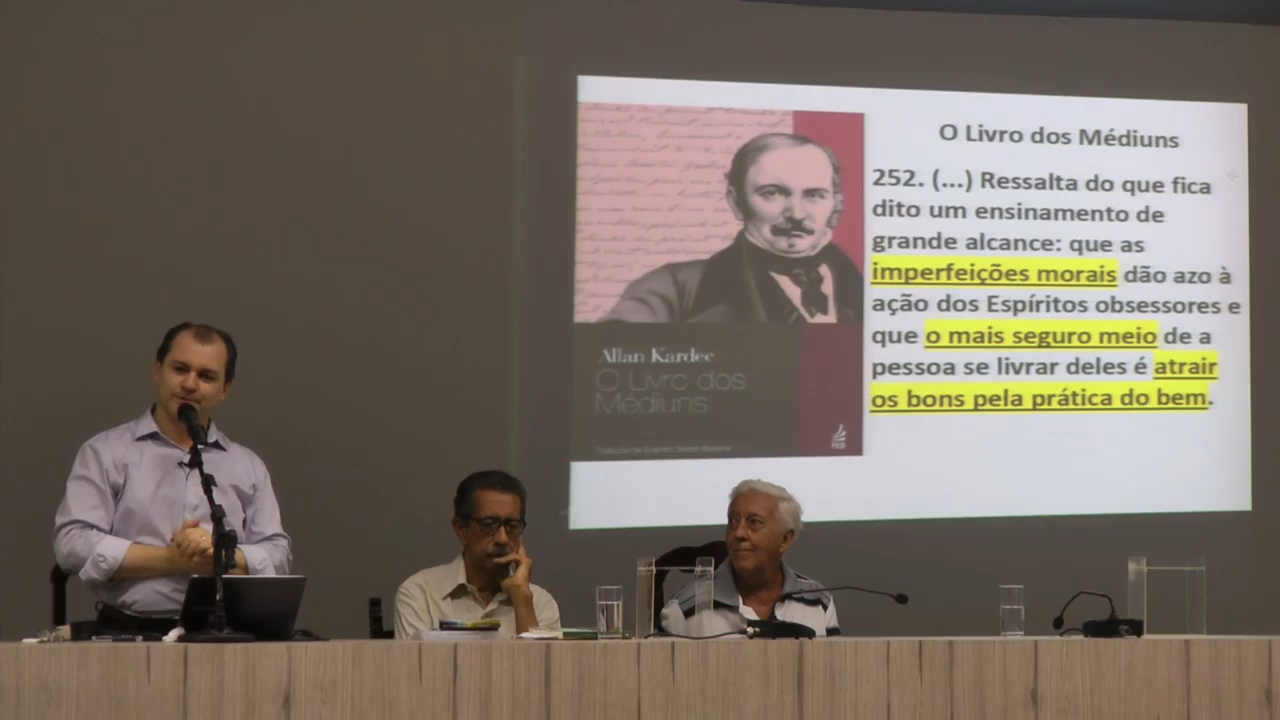 O Livro dos Médiuns
252. (...) Ressalta do que fica
dito um ensinamento de
grande alcance: que as
imperfeições morais dão azo à
ação dos Espíritos obsessores e
que o mais seguro meio de a
pessoa se livrar deles é atrair
os bons pela prática do bem.
Allan Kardec
O Livro dos
Médiuns
FEB